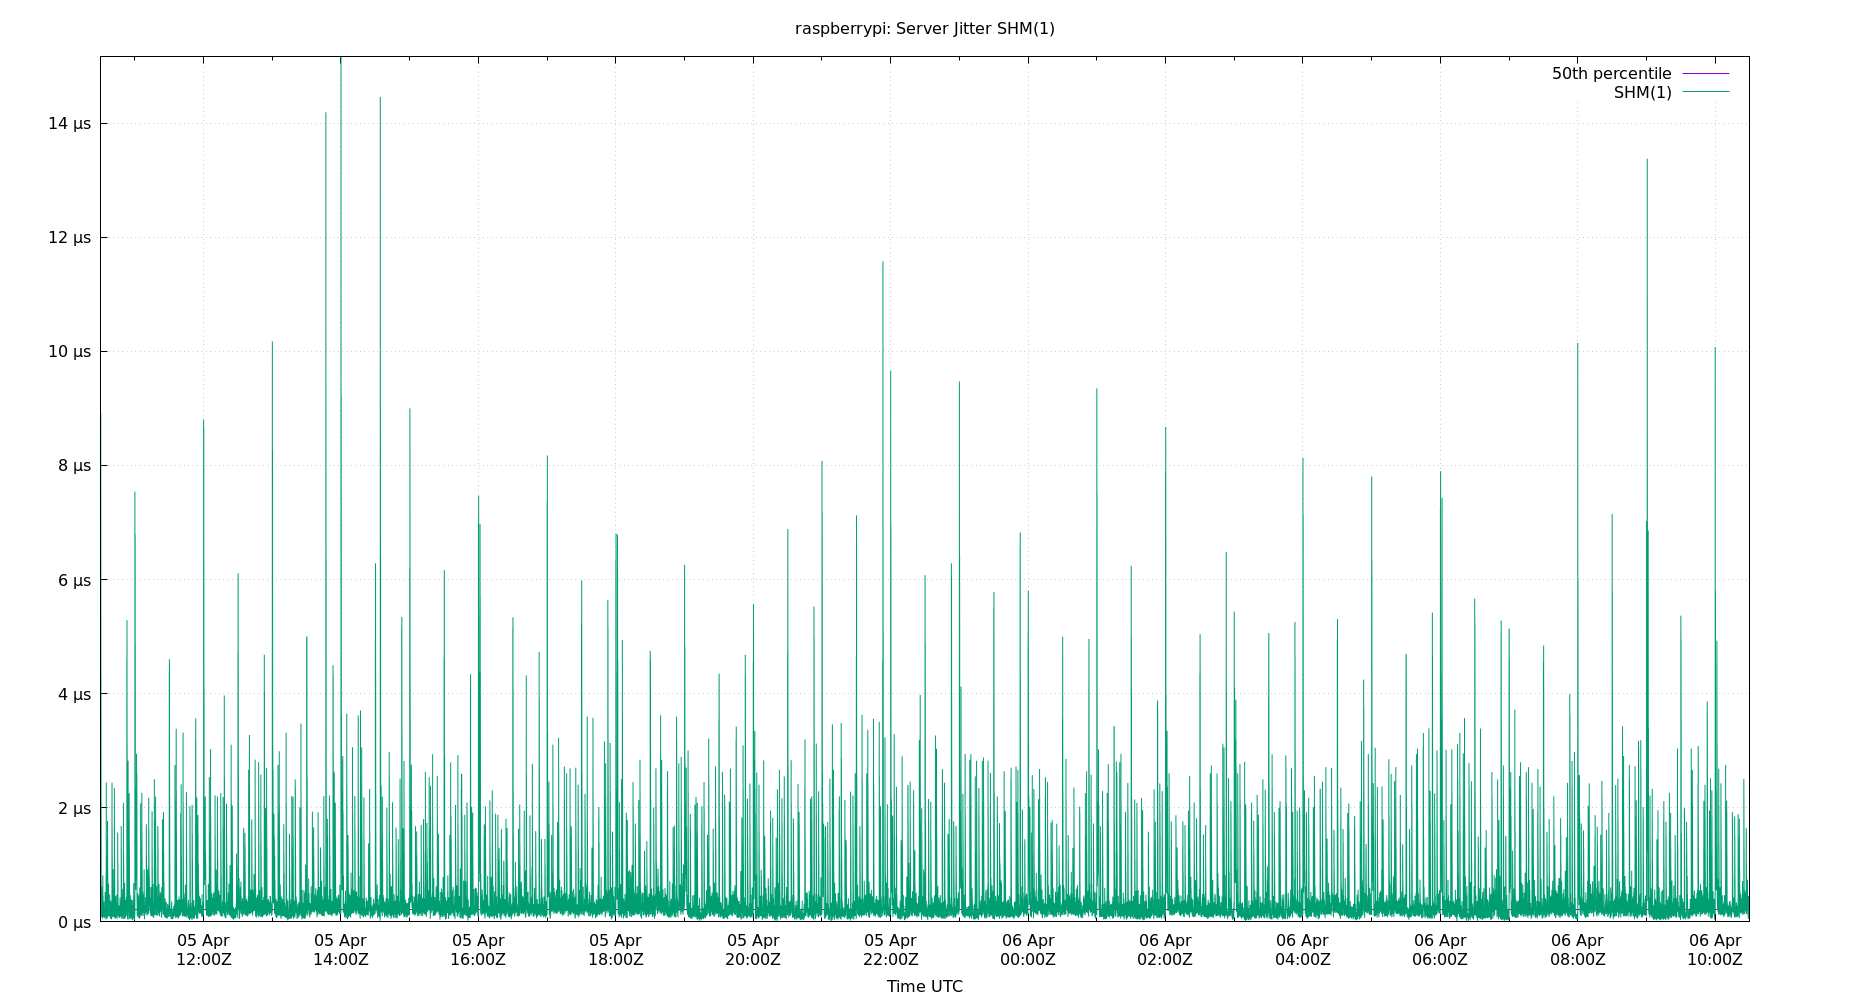 raspberrypi: Server Jitter SHM(1)
50th percentile
SHM(1)
14 µs
12 µs
10 µs
8 µs
6 µs
4 µs
2 µs
0 µs
05 Apr 05 Apr 05 Apr 05 Apr 05 Apr 05 Apr 06 Apr 06 Apr 06 Apr 06 Apr 06 Apr 06 Apr
12:00Z 14:00Z 16:00Z 18:00Z 20:00Z 22:00Z 00:00Z 02:00Z 04:00Z 06:00Z 08:00Z 10:00Z
Time UTC